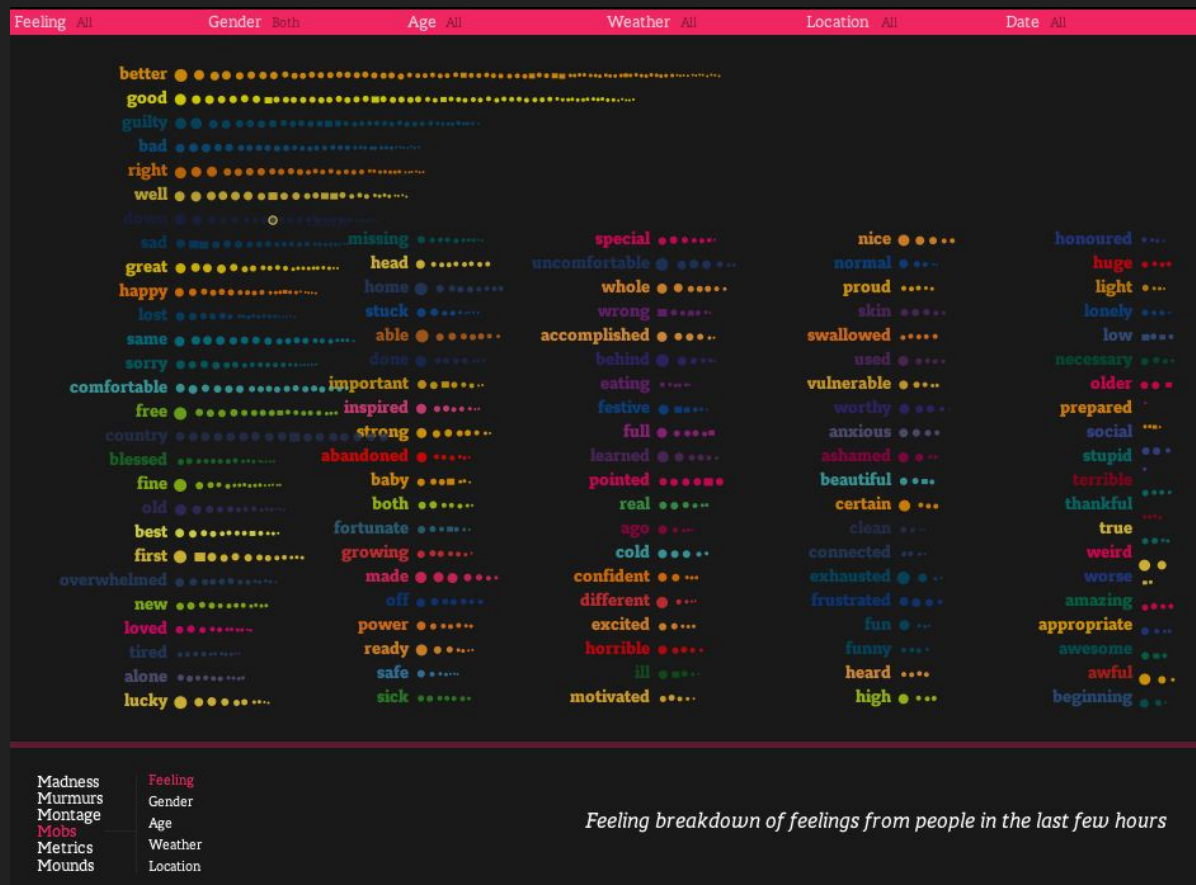 Feeling All Gender Both Age All Weather All Location All Date All
better
good
guilty
bad
right
well
down
sad
great
happy
lost
same
sorry
comfortable
free
country
blessed
fine
old
best
first
overwhelmed
new
loved
tired
alone
lucky
missing
head
home
stuck
able
done
important
inspired
strong
abandoned
baby
both
fortunate
growing
made
off
power
ready
safe
sick
special
uncomfortable
whole
wrong
accomplished
behind
eating
festive
full
learned
pointed
real
ago
cold
confident
different
excited
horrible
ill
motivated
nice
normal
proud
skin
swallowed
used
vulnerable
worthy
anxious
ashamed
beautiful
certain
clean
connected
exhausted
frustrated
fun
funny
heard
high
honoured
huge
light
lonely
low
necessary
older
prepared
social
stupid
terrible
thankful
true
weird
worse
amazing
appropriate
awesome
awful
beginning
Madness
Murmurs
Montage
Mobs
Metrics
Mounds
Feeling
Gender
Age
Weather
Location
Feeling breakdown of feelings from people in the last few hours